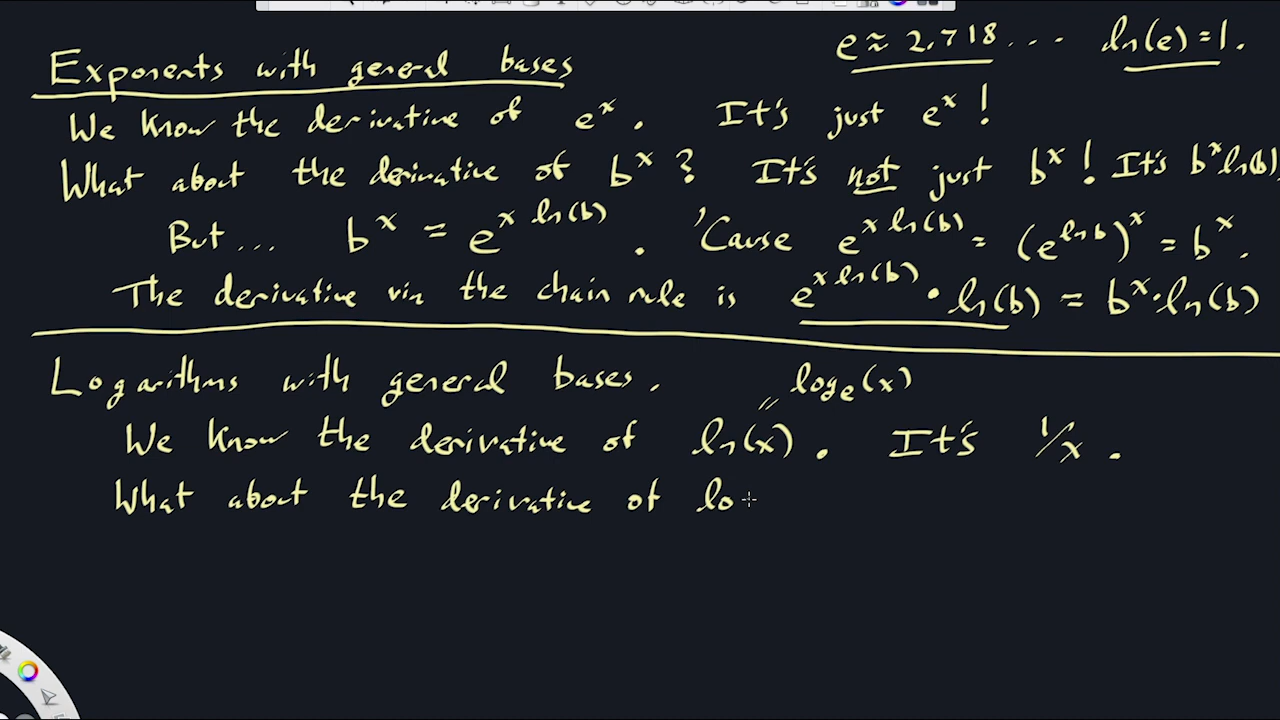 e ≈ 2.718... ln(e) = 1.
Exponents with general bases
We know the derivative of e^x. It's just e^x!
What about the derivative of b^x? It's not just b^x! It's b^x ln(b)
But... b^x = e^{x ln(b)}. 'Cause e^{x ln(b)} = (e^{ln b})^x = b^x.
The derivative via the chain rule is e^{x ln(b)} · ln(b) = b^x · ln(b)
Logarithms with general bases. log_e(x)
We know the derivative of ln(x). It's 1/x.
What about the derivative of lo